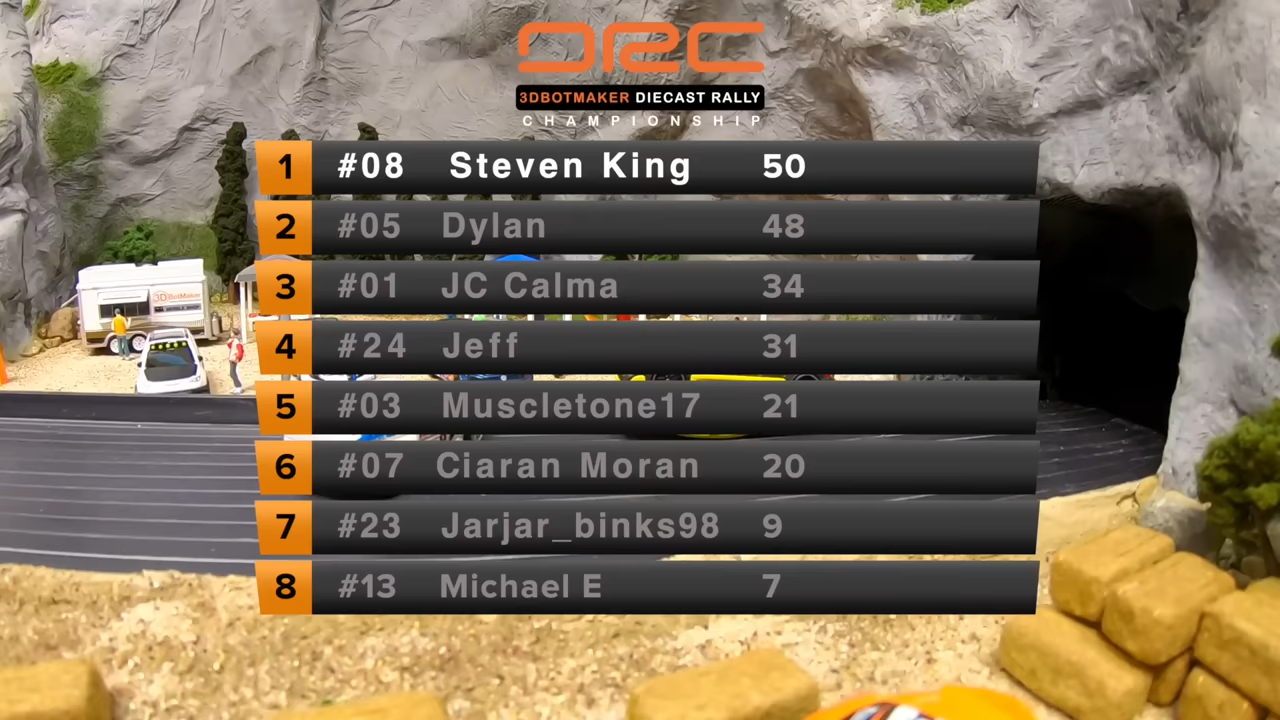 DRC
3DBOTMAKER DIECAST RALLY
CHAMPIONSHIP
1 #08 Steven King 50
2 #05 Dylan 48
3 #01 JC Calma 34
3DBotMaker
4 #24 Jeff 31
5 #03 Muscletone17 21
6 #07 Ciaran Moran 20
7 #23 Jarjar_binks98 9
8 #13 Michael E 7